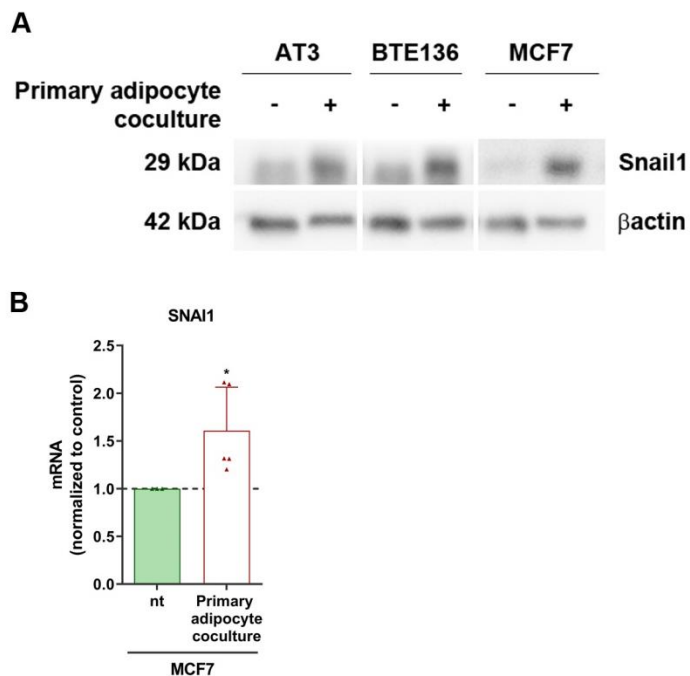 A
AT3 BTE136 MCF7
Primary adipocyte
coculture
- + - + - +
29 kDa Snail1
42 kDa βactin
B
SNAI1
2.5
2.0
1.5
1.0
0.5
0.0
mRNA
(normalized to control)
*
nt Primary
adipocyte
coculture
MCF7